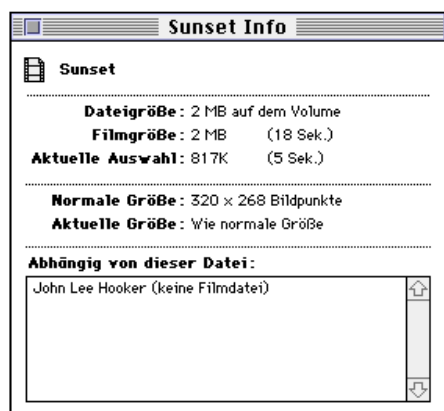 Sunset Info
Sunset
Dateigröße: 2 MB auf dem Volume
Filmgröße: 2 MB (18 Sek.)
Aktuelle Auswahl: 817K (5 Sek.)
Normale Größe: 320 × 268 Bildpunkte
Aktuelle Größe: Wie normale Größe
Abhängig von dieser Datei:
John Lee Hooker (keine Filmdatei)